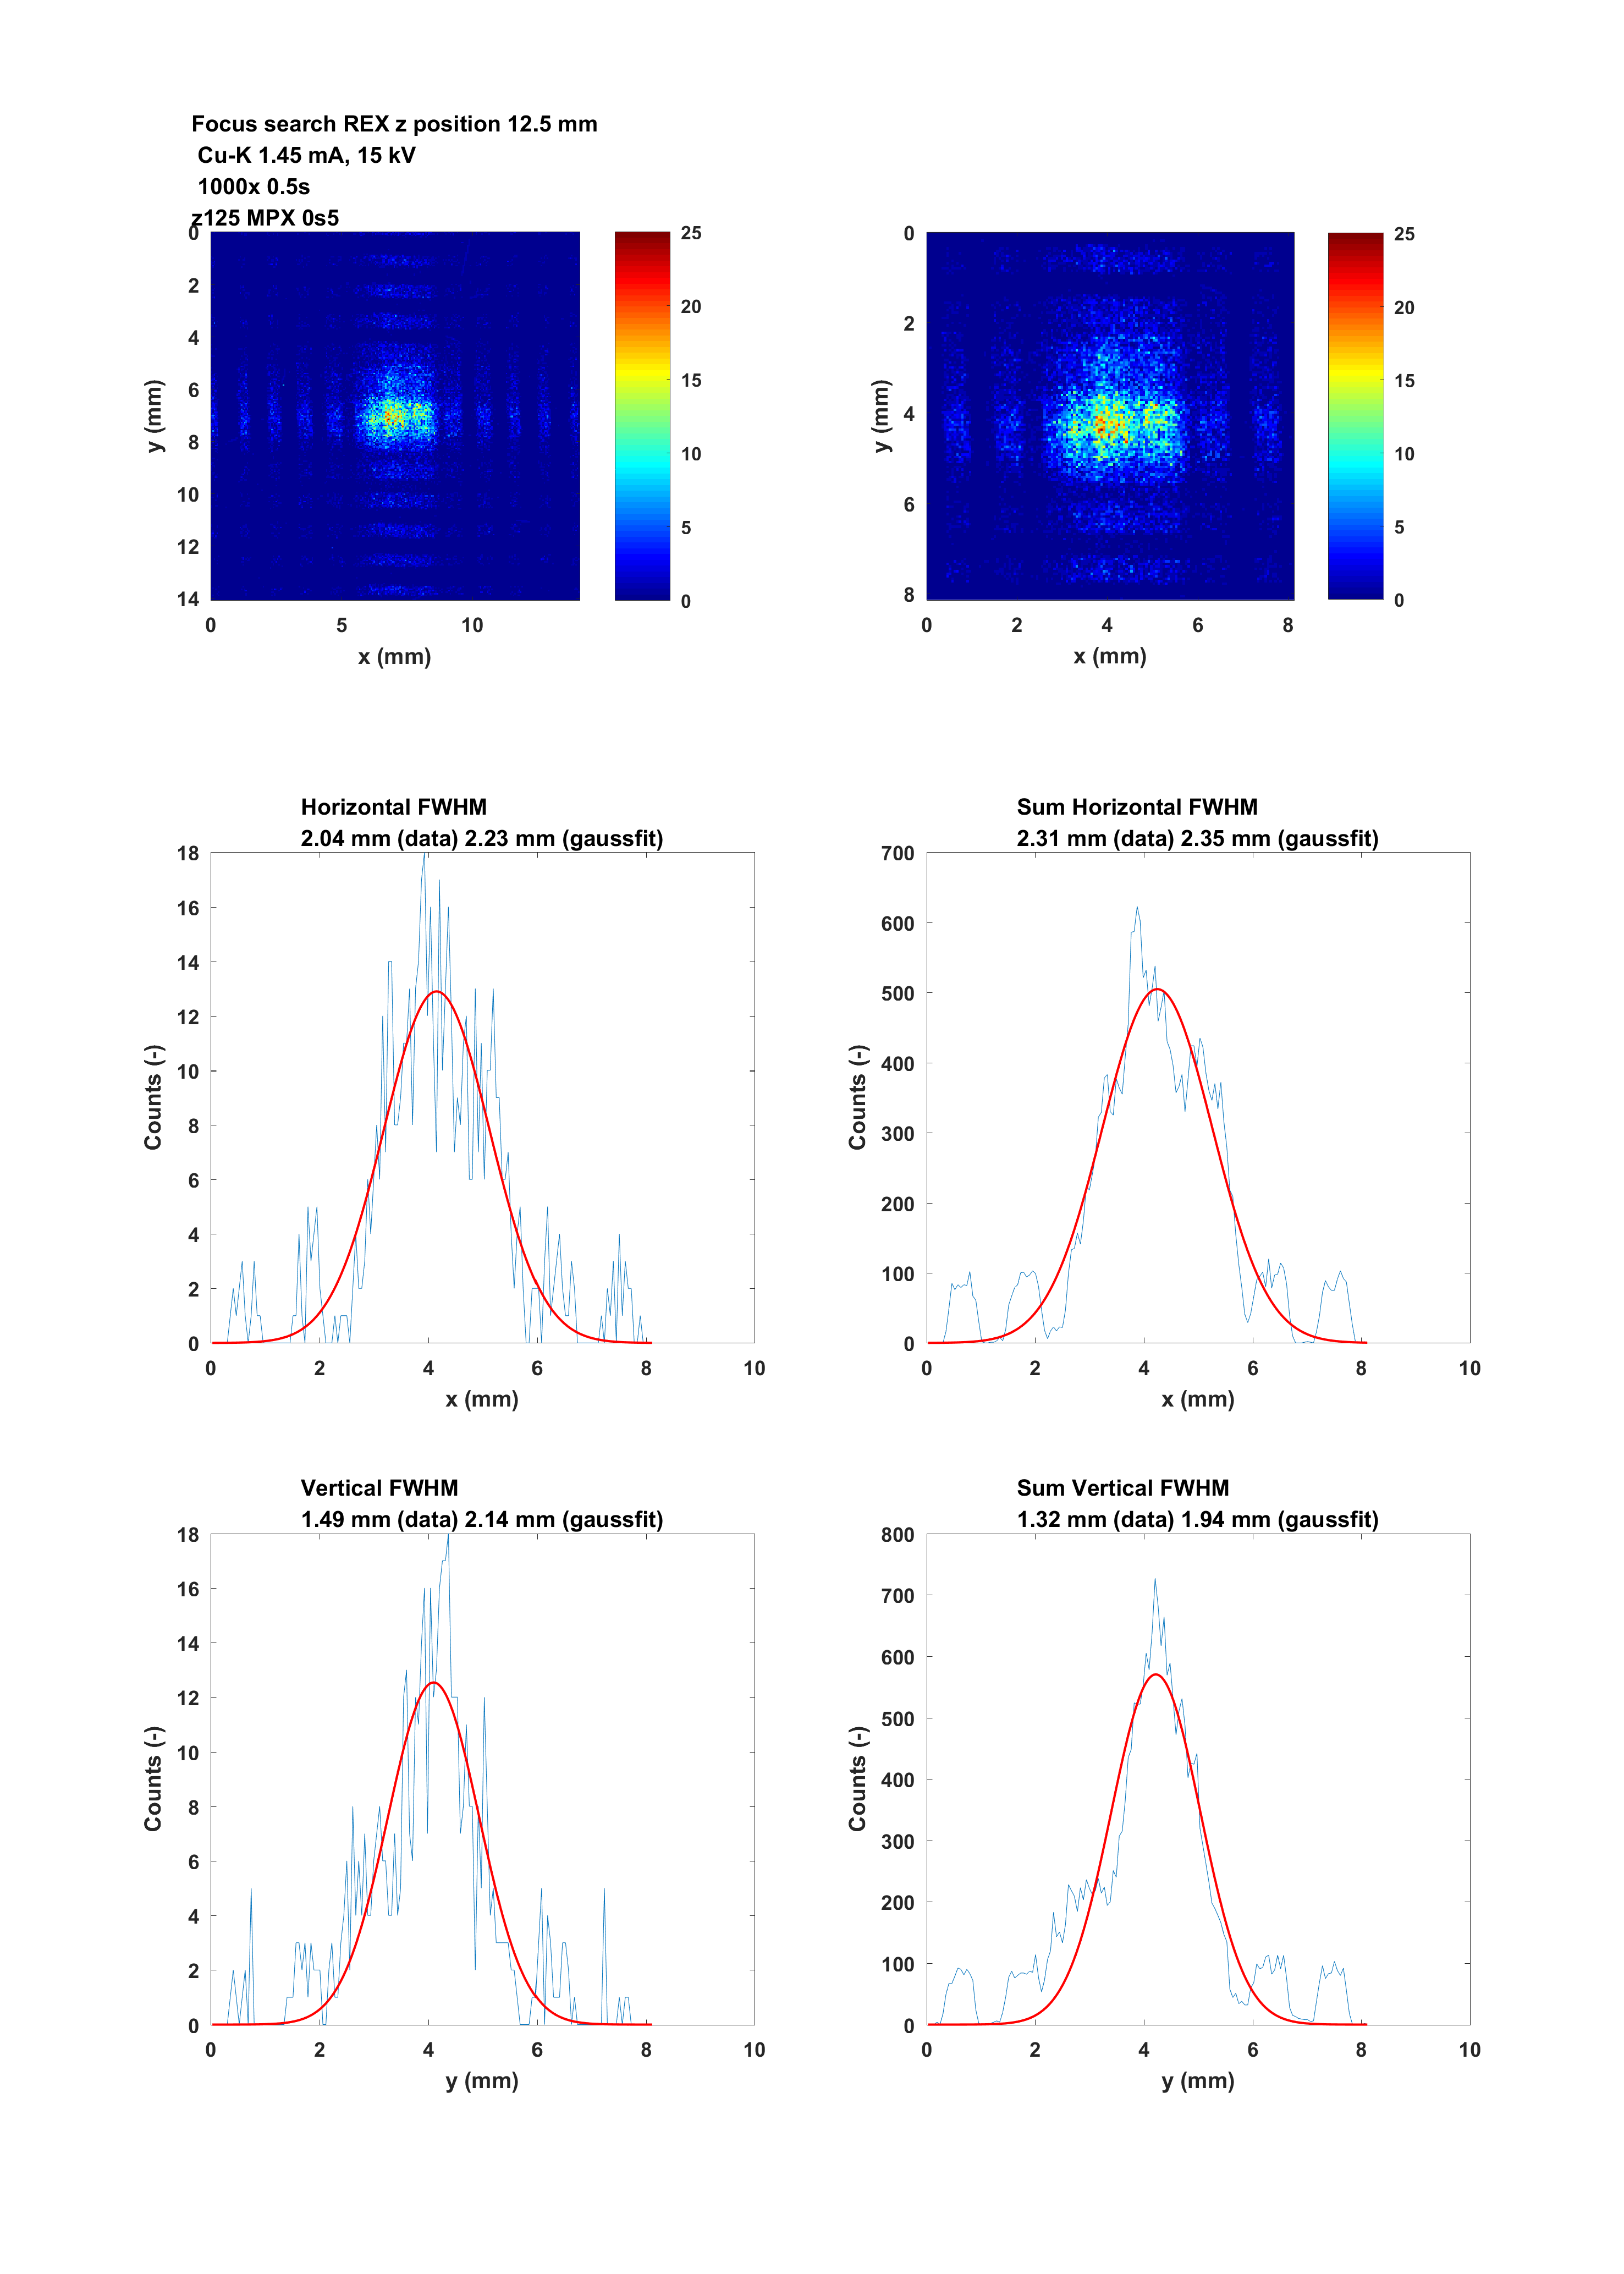 Focus search REX z position 12.5 mm
Cu-K 1.45 mA, 15 kV
1000x 0.5s
z125 MPX 0s5
0
2
4
6
8
10
12
14
y (mm)
0 5 10
x (mm)
25
20
15
10
5
0
0
2
4
6
8
y (mm)
0 2 4 6 8
x (mm)
25
20
15
10
5
0
Horizontal FWHM
2.04 mm (data) 2.23 mm (gaussfit)
18
16
14
12
10
8
6
4
2
0
Counts (-)
0 2 4 6 8 10
x (mm)
Sum Horizontal FWHM
2.31 mm (data) 2.35 mm (gaussfit)
700
600
500
400
300
200
100
0
Counts (-)
0 2 4 6 8 10
x (mm)
Vertical FWHM
1.49 mm (data) 2.14 mm (gaussfit)
18
16
14
12
10
8
6
4
2
0
Counts (-)
0 2 4 6 8 10
y (mm)
Sum Vertical FWHM
1.32 mm (data) 1.94 mm (gaussfit)
800
700
600
500
400
300
200
100
0
Counts (-)
0 2 4 6 8 10
y (mm)